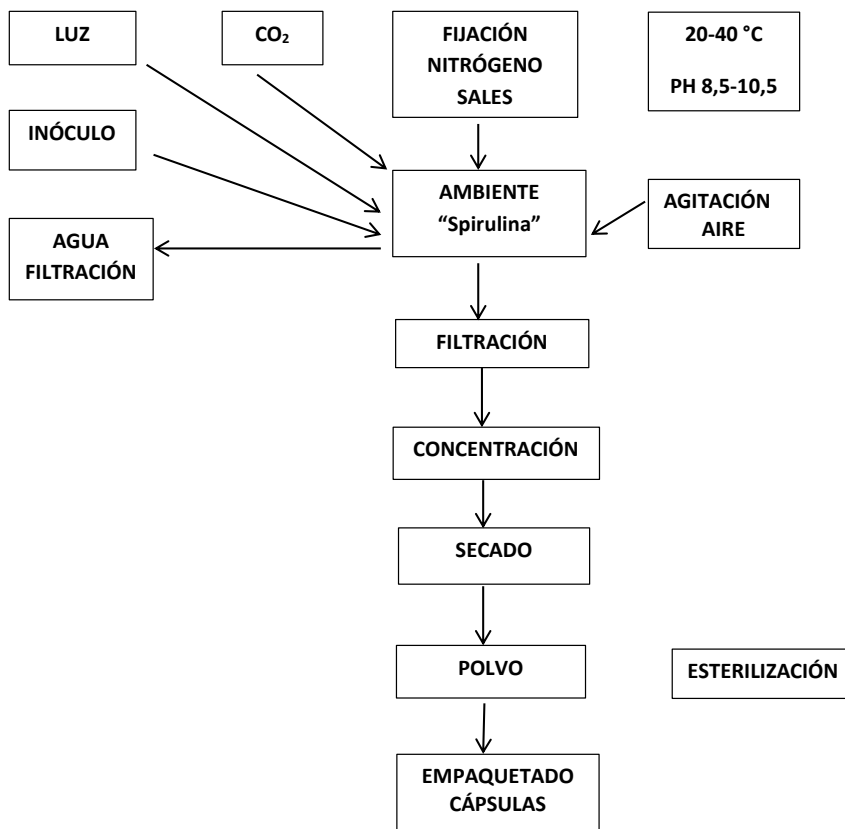 LUZ
CO₂
FIJACIÓN
NITRÓGENO
SALES
20-40 °C
PH 8,5-10,5
INÓCULO
AMBIENTE
“Spirulina”
AGITACIÓN
AIRE
AGUA
FILTRACIÓN
FILTRACIÓN
CONCENTRACIÓN
SECADO
POLVO
ESTERILIZACIÓN
EMPAQUETADO
CÁPSULAS